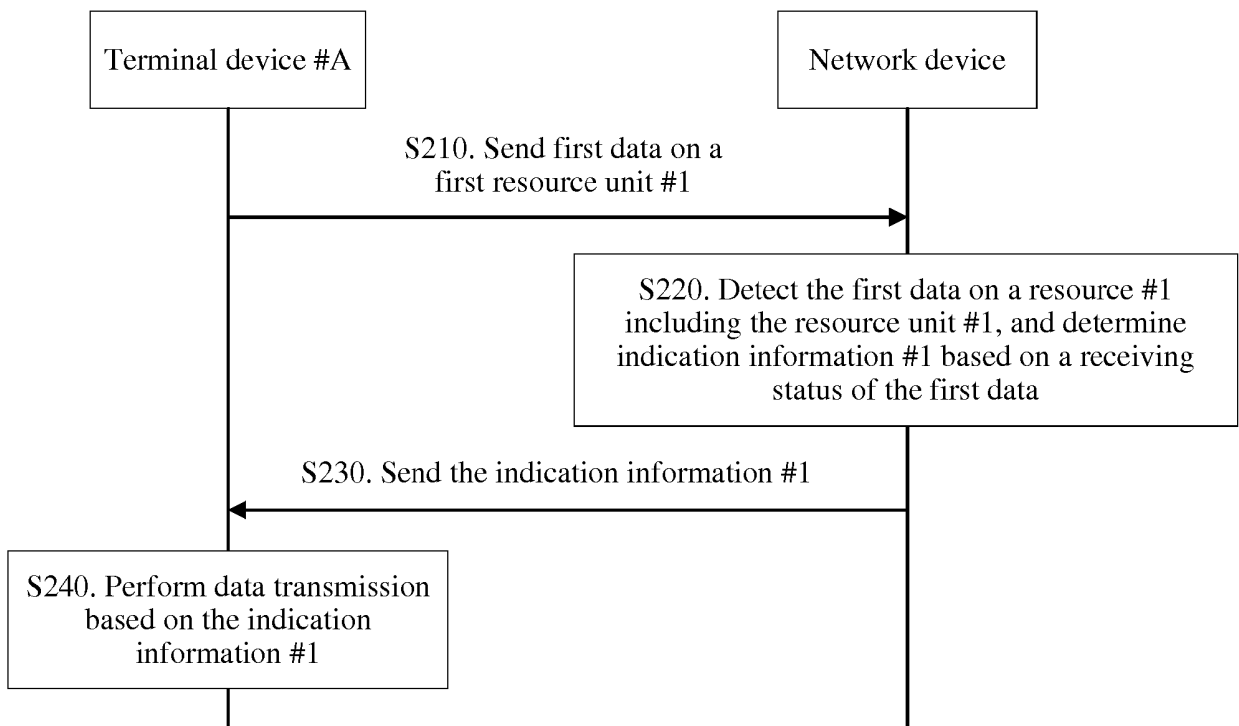 Terminal device #A
Network device
S210. Send first data on a
first resource unit #1
S220. Detect the first data on a resource #1
including the resource unit #1, and determine
indication information #1 based on a receiving
status of the first data
S230. Send the indication information #1
S240. Perform data transmission
based on the indication
information #1